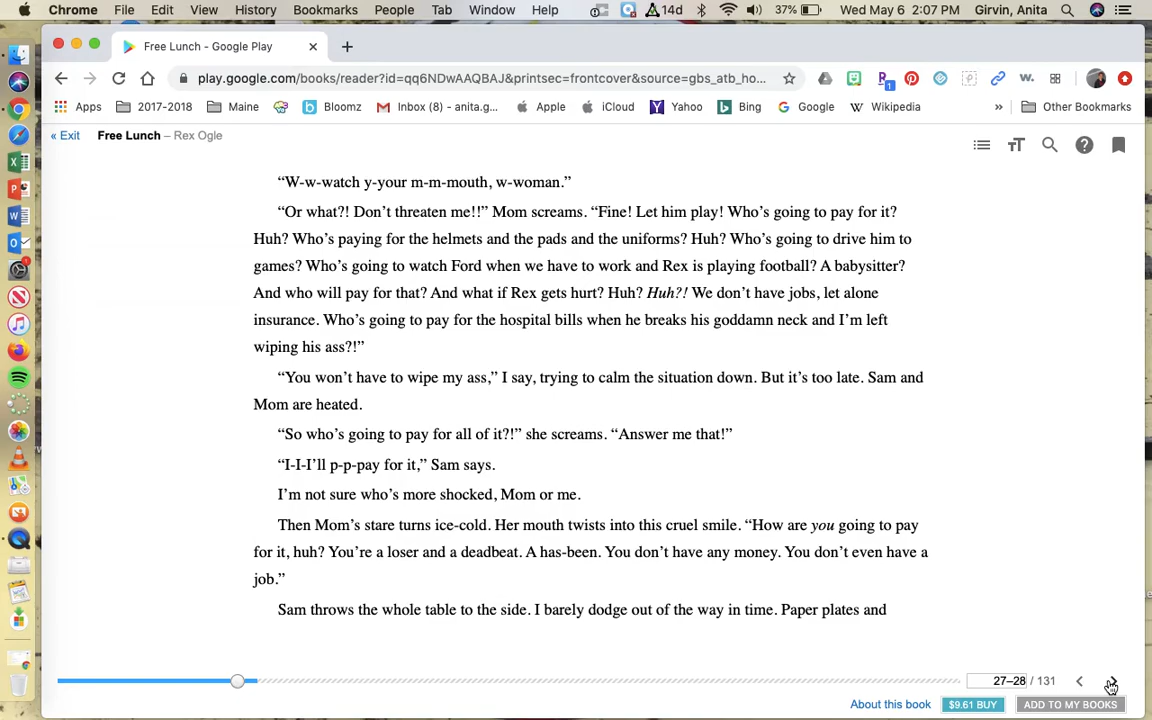 Chrome File Edit View History Bookmarks People Tab Window Help 14d 37% Wed May 6 2:07 PM Girvin, Anita
Free Lunch - Google Play
play.google.com/books/reader?id=qq6NDwAAQBAJ&printsec=frontcover&source=gbs_atb_ho...
Apps 2017-2018 Maine Bloomz Inbox (8) - anita.g... Apple iCloud Yahoo Bing Google Wikipedia » Other Bookmarks
« Exit Free Lunch – Rex Ogle
“W-w-watch y-your m-m-mouth, w-woman.”
“Or what?! Don’t threaten me!!” Mom screams. “Fine! Let him play! Who’s going to pay for it?
Huh? Who’s paying for the helmets and the pads and the uniforms? Huh? Who’s going to drive him to
games? Who’s going to watch Ford when we have to work and Rex is playing football? A babysitter?
And who will pay for that? And what if Rex gets hurt? Huh? Huh?! We don’t have jobs, let alone
insurance. Who’s going to pay for the hospital bills when he breaks his goddamn neck and I’m left
wiping his ass?!”
“You won’t have to wipe my ass,” I say, trying to calm the situation down. But it’s too late. Sam and
Mom are heated.
“So who’s going to pay for all of it?!” she screams. “Answer me that!”
“I-I-I’ll p-p-pay for it,” Sam says.
I’m not sure who’s more shocked, Mom or me.
Then Mom’s stare turns ice-cold. Her mouth twists into this cruel smile. “How are you going to pay
for it, huh? You’re a loser and a deadbeat. A has-been. You don’t have any money. You don’t even have a
job.”
Sam throws the whole table to the side. I barely dodge out of the way in time. Paper plates and
27–28 / 131
About this book $9.61 BUY ADD TO MY BOOKS